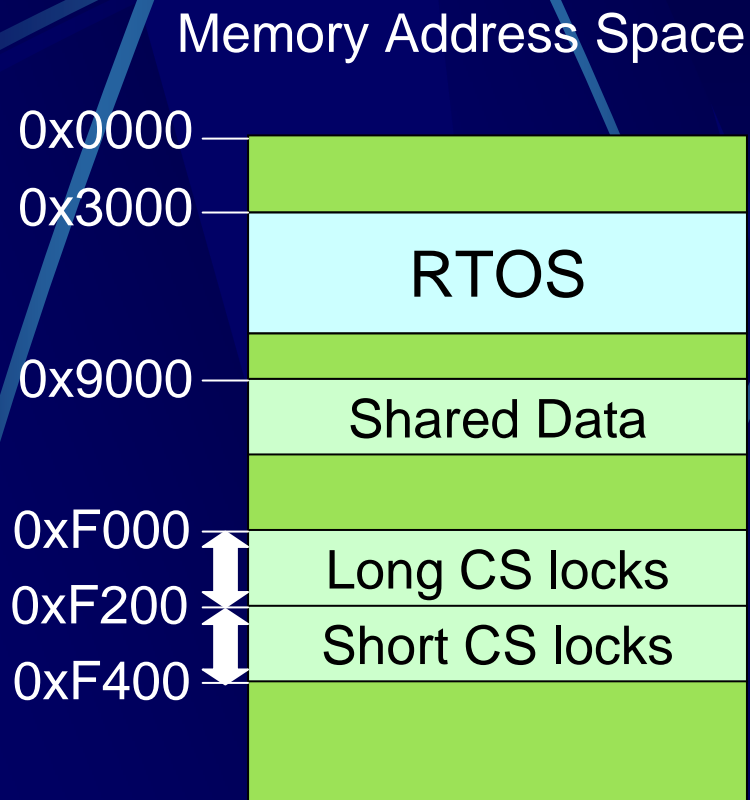 Memory Address Space
0x0000
0x3000
RTOS
0x9000
Shared Data
0xF000
Long CS locks
0xF200
Short CS locks
0xF400